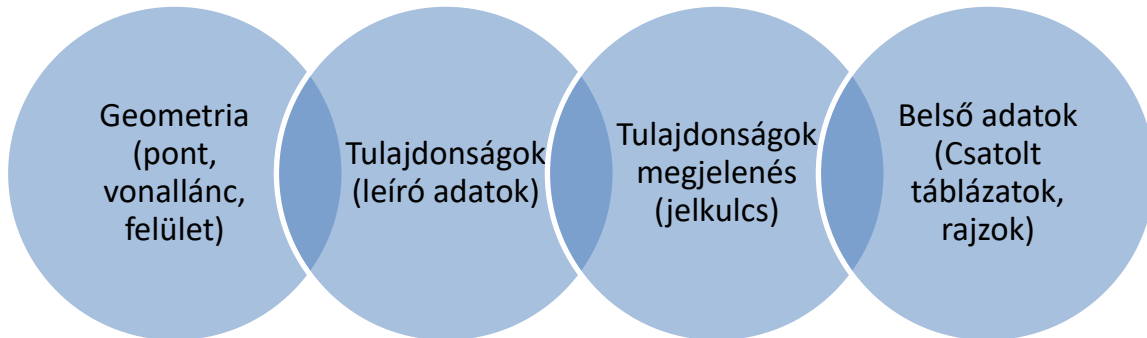 Geometria
(pont,
vonallánc,
felület)
Tulajdonságok
(leíró adatok)
Tulajdonságok
megjelenés
(jelkulcs)
Belső adatok
(Csatolt
táblázatok,
rajzok)